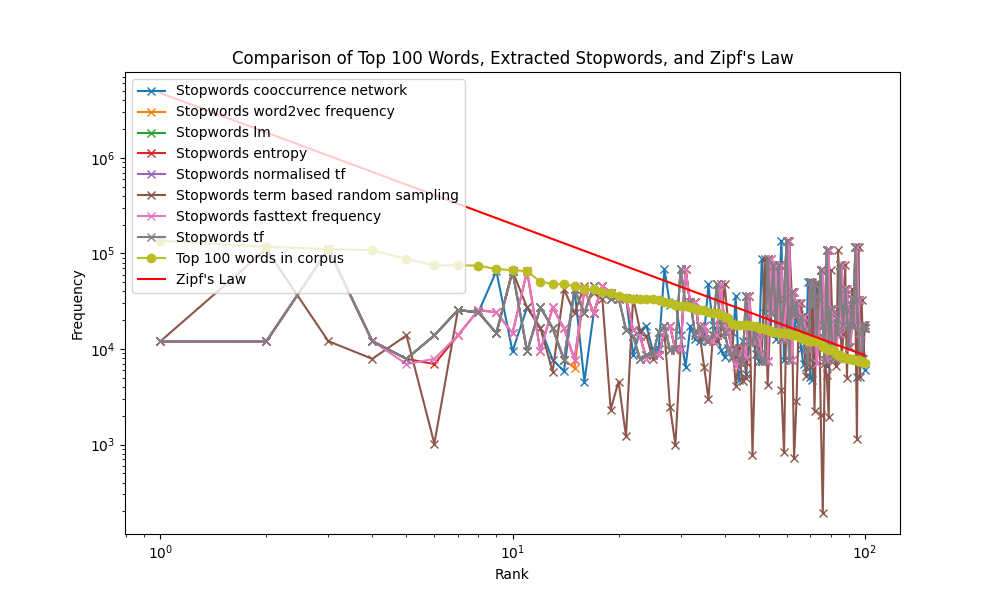 Comparison of Top 100 Words, Extracted Stopwords, and Zipf's Law
Stopwords cooccurrence network
Stopwords word2vec frequency
Stopwords lm
Stopwords entropy
Stopwords normalised tf
Stopwords term based random sampling
Stopwords fasttext frequency
Stopwords tf
Top 100 words in corpus
Zipf's Law
Frequency
10⁶
10⁵
10⁴
10³
10⁰
10¹
10²
Rank